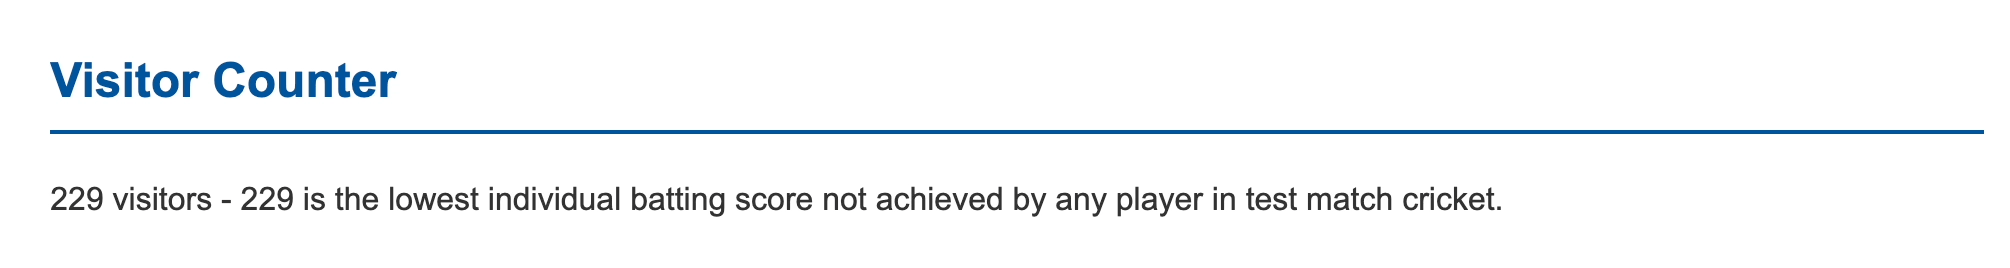 Visitor Counter
229 visitors - 229 is the lowest individual batting score not achieved by any player in test match cricket.